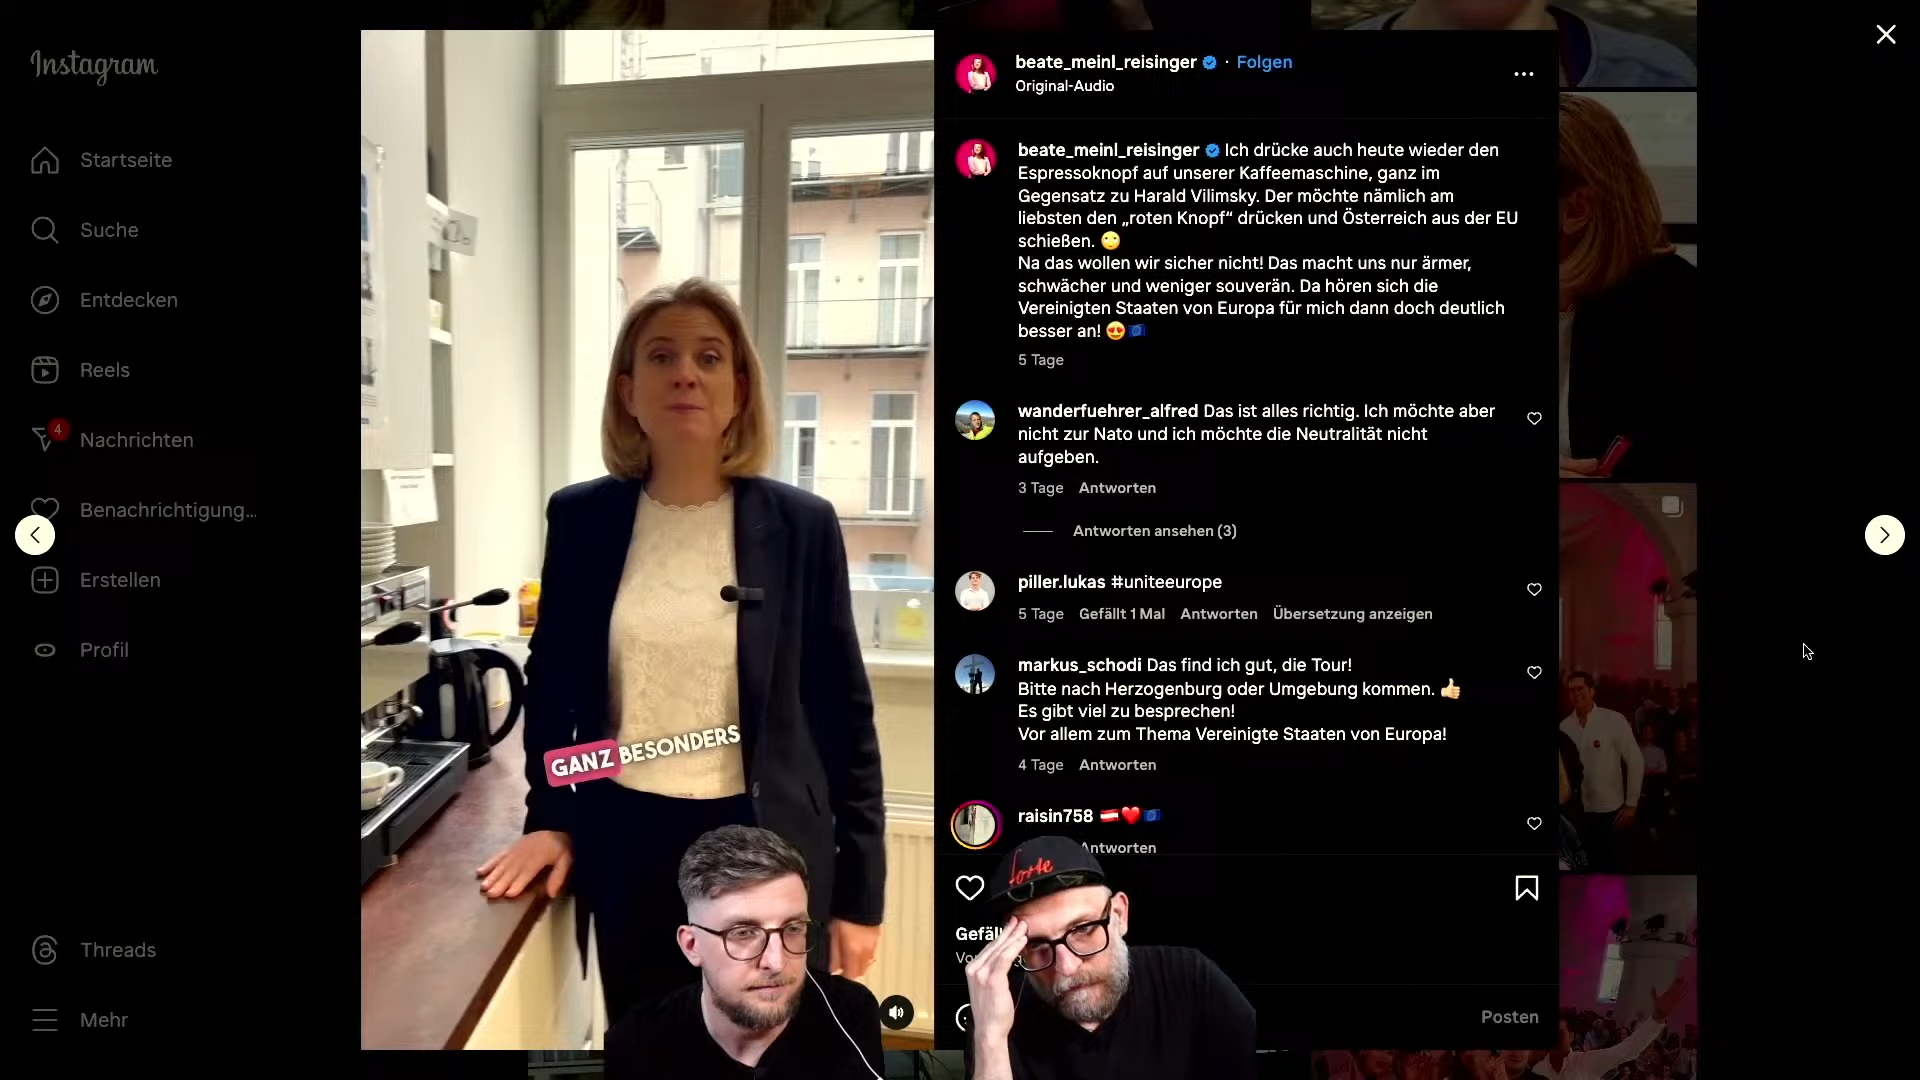 Instagram
Startseite
Suche
Entdecken
Reels
4
Nachrichten
Benachrichtigung...
Erstellen
Profil
Threads
Mehr
GANZ BESONDERS
beate_meinl_reisinger · Folgen
Original-Audio
beate_meinl_reisinger Ich drücke auch heute wieder den
Espressoknopf auf unserer Kaffeemaschine, ganz im
Gegensatz zu Harald Vilimsky. Der möchte nämlich am
liebsten den „roten Knopf“ drücken und Österreich aus der EU
schießen. 🙄
Na das wollen wir sicher nicht! Das macht uns nur ärmer,
schwächer und weniger souverän. Da hören sich die
Vereinigten Staaten von Europa für mich dann doch deutlich
besser an! 😍🇪🇺
5 Tage
wanderfuehrer_alfred Das ist alles richtig. Ich möchte aber
nicht zur Nato und ich möchte die Neutralität nicht
aufgeben.
3 Tage Antworten
Antworten ansehen (3)
piller.lukas #uniteeurope
5 Tage Gefällt 1 Mal Antworten Übersetzung anzeigen
markus_schodi Das find ich gut, die Tour!
Bitte nach Herzogenburg oder Umgebung kommen. 👍🏻
Es gibt viel zu besprechen!
Vor allem zum Thema Vereinigte Staaten von Europa!
4 Tage Antworten
raisin758 🇦🇹❤️🇪🇺
Antworten
forte
Posten